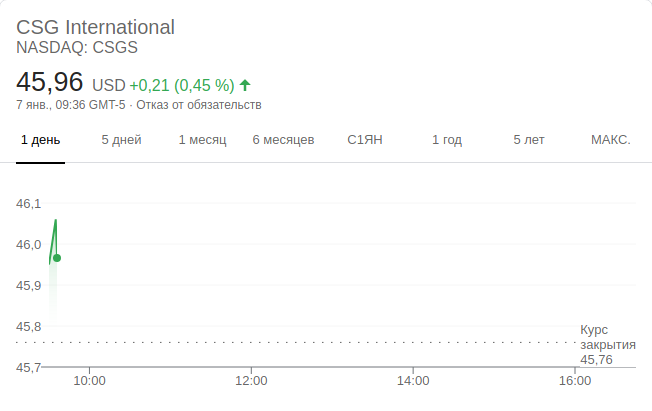 CSG International
NASDAQ: CSGS
45,96 USD +0,21 (0,45 %)
7 янв., 09:36 GMT-5 · Отказ от обязательств
1 день 5 дней 1 месяц 6 месяцев С1ЯН 1 год 5 лет МАКС.
46,1
46,0
45,9
45,8
45,7
Курс
закрытия
45,76
10:00 12:00 14:00 16:00